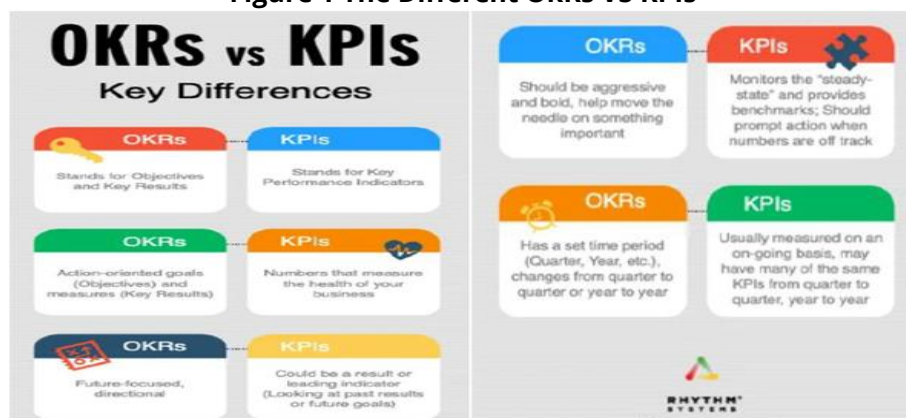 Figure 1 The Different OKRs vs KPIs
OKRs vs KPIs
Key Differences
OKRs
KPIs
Stands for Objectives
and Key Results
Stands for Key
Performance Indicators
OKRs
KPIs
Action-oriented goals
(Objectives) and
measures (Key Results)
Numbers that measure
the health of your
business
OKRs
KPIs
Future-focused,
directional
Could be a result or
leading indicator
(Looking at past results
or future goals)
OKRs
KPIs
Should be aggressive
and bold, help move the
needle on something
important
Monitors the "steady-
state" and provides
benchmarks; Should
prompt action when
numbers are off track
OKRs
KPIs
Has a set time period
(Quarter, Year, etc.),
changes from quarter to
quarter or year to year
Usually measured on an
on-going basis, may
have many of the same
KPIs from quarter to
quarter, year to year
RHYTHM
SYSTEMS